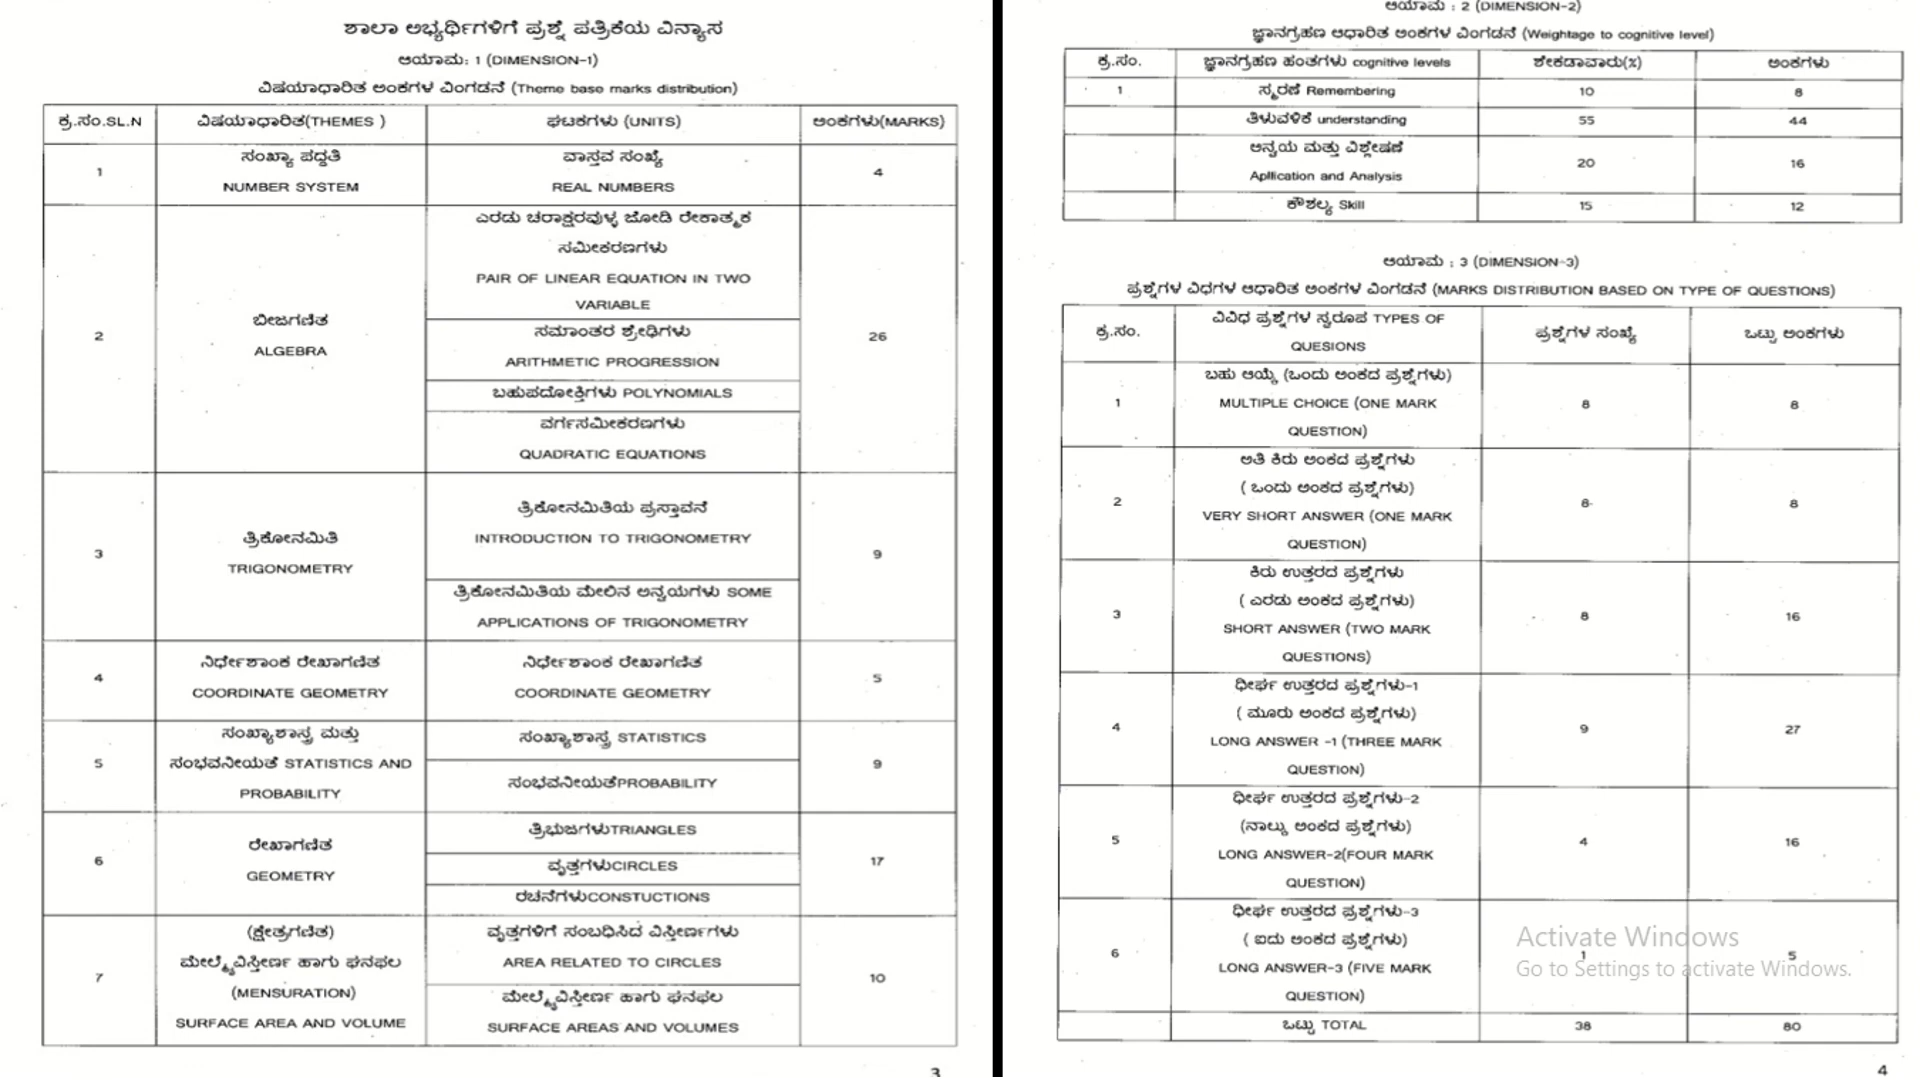 ಶಾಲಾ ಅಭ್ಯರ್ಥಿಗಳಿಗೆ ಪ್ರಶ್ನೆ ಪತ್ರಿಕೆಯ ವಿನ್ಯಾಸ
ಆಯಾಮ: 1 (DIMENSION-1)
ವಿಷಯಾಧಾರಿತ ಅಂಕಗಳ ವಿಂಗಡನೆ (Theme base marks distribution)
ಕ್ರ.ಸಂ.SL.N ವಿಷಯಾಧಾರಿತ(THEMES ) ಘಟಕಗಳು (UNITS) ಅಂಕಗಳು(MARKS)
1 ಸಂಖ್ಯಾ ಪದ್ದತಿ
NUMBER SYSTEM
ವಾಸ್ತವ ಸಂಖ್ಯೆ
REAL NUMBERS
4
2 ಬೀಜಗಣಿತ
ALGEBRA
ಎರಡು ಚರಾಕ್ಷರವುಳ್ಳ ಜೋಡಿ ರೇಕಾತ್ಮಕ
ಸಮೀಕರಣಗಳು
PAIR OF LINEAR EQUATION IN TWO
VARIABLE
ಸಮಾಂತರ ಶ್ರೇಢಿಗಳು
ARITHMETIC PROGRESSION
ಬಹುಪದೋಕ್ತಿಗಳು POLYNOMIALS
ವರ್ಗಸಮೀಕರಣಗಳು
QUADRATIC EQUATIONS
26
3 ತ್ರಿಕೋನಮಿತಿ
TRIGONOMETRY
ತ್ರಿಕೋನಮಿತಿಯ ಪ್ರಸ್ತಾವನೆ
INTRODUCTION TO TRIGONOMETRY
ತ್ರಿಕೋನಮಿತಿಯ ಮೇಲಿನ ಅನ್ವಯಗಳು SOME
APPLICATIONS OF TRIGONOMETRY
9
4 ನಿರ್ಧೇಶಾಂಕ ರೇಖಾಗಣಿತ
COORDINATE GEOMETRY
ನಿರ್ಧೇಶಾಂಕ ರೇಖಾಗಣಿತ
COORDINATE GEOMETRY
5
5 ಸಂಖ್ಯಾಶಾಸ್ತ್ರ ಮತ್ತು
ಸಂಭವನೀಯತೆ STATISTICS AND
PROBABILITY
ಸಂಖ್ಯಾಶಾಸ್ತ್ರ STATISTICS
ಸಂಭವನೀಯತೆPROBABILITY
9
6 ರೇಖಾಗಣಿತ
GEOMETRY
ತ್ರಿಭುಜಗಳುTRIANGLES
ವೃತ್ತಗಳುCIRCLES
ರಚನೆಗಳುCONSTUCTIONS
17
7 (ಕ್ಷೇತ್ರಗಣಿತ)
ಮೇಲ್ಮೈವಿಸ್ತೀರ್ಣ ಹಾಗು ಘನಫಲ
(MENSURATION)
SURFACE AREA AND VOLUME
ವೃತ್ತಗಳಿಗೆ ಸಂಬಧಿಸಿದ ವಿಸ್ತೀರ್ಣಗಳು
AREA RELATED TO CIRCLES
ಮೇಲ್ಮೈವಿಸ್ತೀರ್ಣ ಹಾಗು ಘನಫಲ
SURFACE AREAS AND VOLUMES
10
3
ಆಯಾಮ : 2 (DIMENSION-2)
ಜ್ಞಾನಗ್ರಹಣ ಆಧಾರಿತ ಅಂಕಗಳ ವಿಂಗಡನೆ (Weightage to cognitive level)
ಕ್ರ.ಸಂ. ಜ್ಞಾನಗ್ರಹಣ ಹಂತಗಳು cognitive levels ಶೇಕಡಾವಾರು(%) ಅಂಕಗಳು
1 ಸ್ಮರಣೆ Remembering 10 8
ತಿಳುವಳಿಕೆ understanding 55 44
ಅನ್ವಯ ಮತ್ತು ವಿಶ್ಲೇಷಣೆ
Apllication and Analysis
20 16
ಕೌಶಲ್ಯ Skill 15 12
ಆಯಾಮ : 3 (DIMENSION-3)
ಪ್ರಶ್ನೆಗಳ ವಿಧಗಳ ಆಧಾರಿತ ಅಂಕಗಳ ವಿಂಗಡನೆ (MARKS DISTRIBUTION BASED ON TYPE OF QUESTIONS)
ಕ್ರ.ಸಂ. ವಿವಿಧ ಪ್ರಶ್ನೆಗಳ ಸ್ವರೂಪ TYPES OF
QUESIONS
ಪ್ರಶ್ನೆಗಳ ಸಂಖ್ಯೆ ಒಟ್ಟು ಅಂಕಗಳು
1 ಬಹು ಆಯ್ಕೆ (ಒಂದು ಅಂಕದ ಪ್ರಶ್ನೆಗಳು)
MULTIPLE CHOICE (ONE MARK
QUESTION)
8 8
2 ಅತಿ ಕಿರು ಅಂಕದ ಪ್ರಶ್ನೆಗಳು
( ಒಂದು ಅಂಕದ ಪ್ರಶ್ನೆಗಳು)
VERY SHORT ANSWER (ONE MARK
QUESTION)
8 8
3 ಕಿರು ಉತ್ತರದ ಪ್ರಶ್ನೆಗಳು
( ಎರಡು ಅಂಕದ ಪ್ರಶ್ನೆಗಳು)
SHORT ANSWER (TWO MARK
QUESTIONS)
8 16
4 ಧೀರ್ಘ ಉತ್ತರದ ಪ್ರಶ್ನೆಗಳು-1
( ಮೂರು ಅಂಕದ ಪ್ರಶ್ನೆಗಳು)
LONG ANSWER -1 (THREE MARK
QUESTION)
9 27
5 ಧೀರ್ಘ ಉತ್ತರದ ಪ್ರಶ್ನೆಗಳು-2
(ನಾಲ್ಕು ಅಂಕದ ಪ್ರಶ್ನೆಗಳು)
LONG ANSWER-2(FOUR MARK
QUESTION)
4 16
6 ಧೀರ್ಘ ಉತ್ತರದ ಪ್ರಶ್ನೆಗಳು-3
( ಐದು ಅಂಕದ ಪ್ರಶ್ನೆಗಳು)
LONG ANSWER-3 (FIVE MARK
QUESTION)
1 5
ಒಟ್ಟು TOTAL 38 80
Activate Windows
Go to Settings to activate Windows.
4